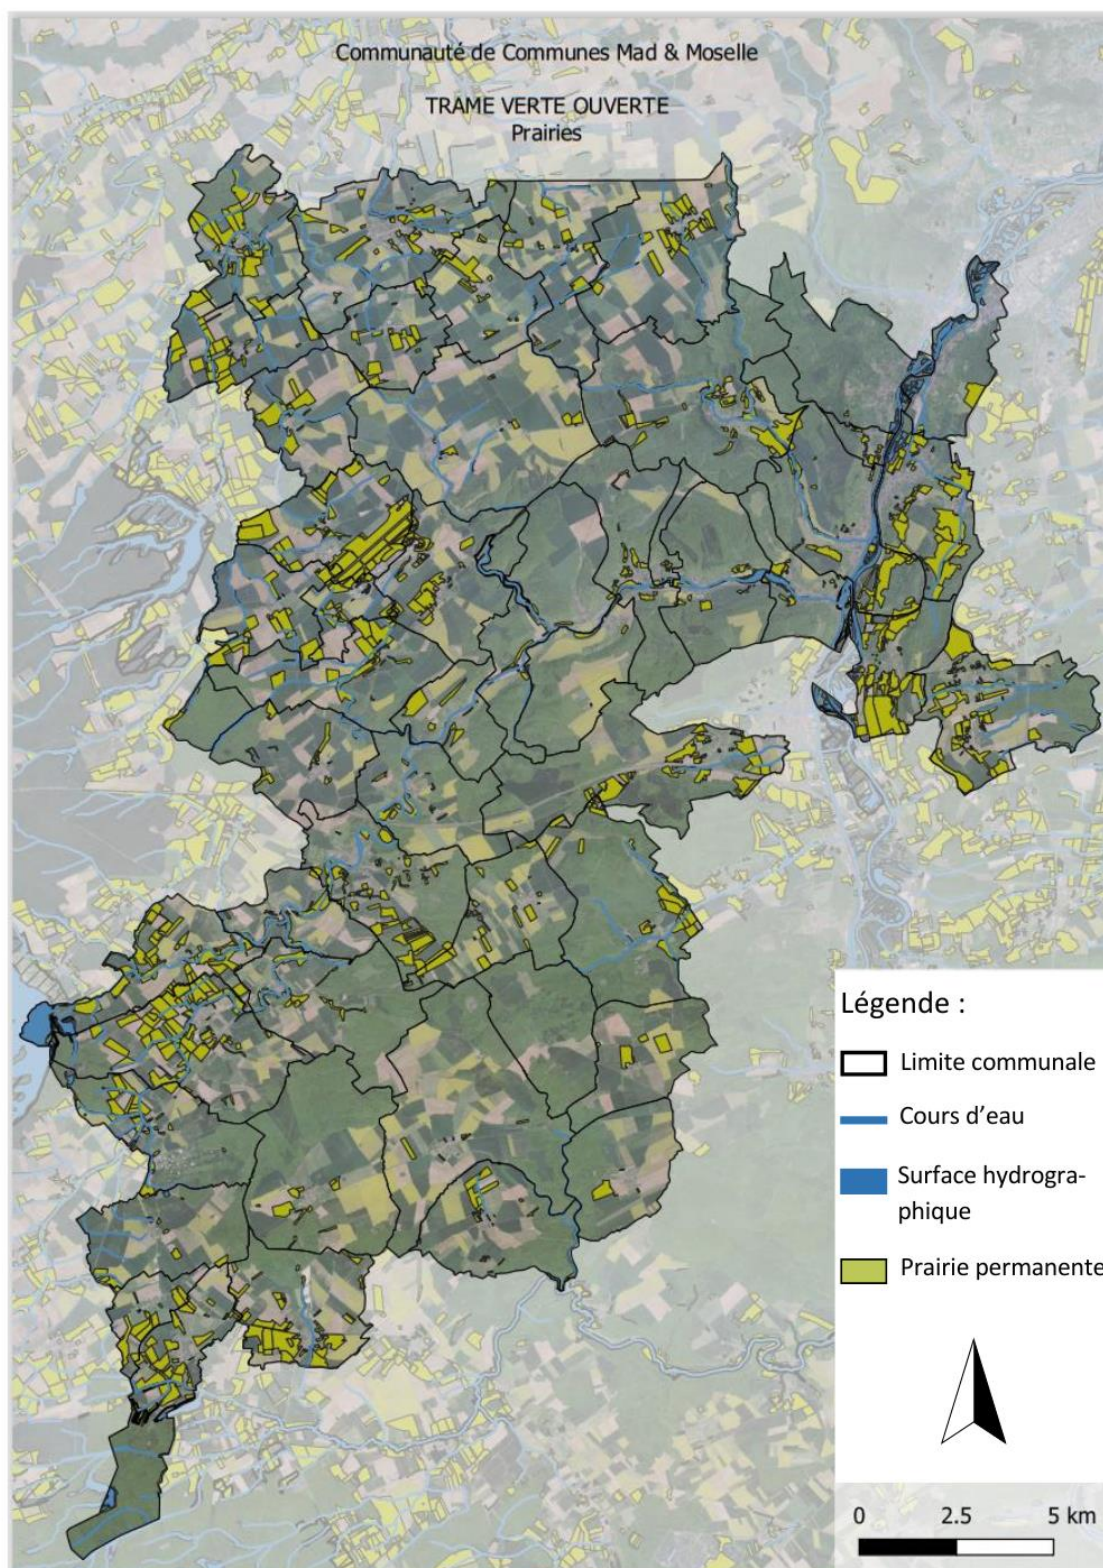 Communauté de Communes Mad & Moselle
TRAME VERTE OUVERTE
Prairies
Légende :
Limite communale
Cours d'eau
Surface hydrogra-
phique
Prairie permanente
0 2.5 5 km